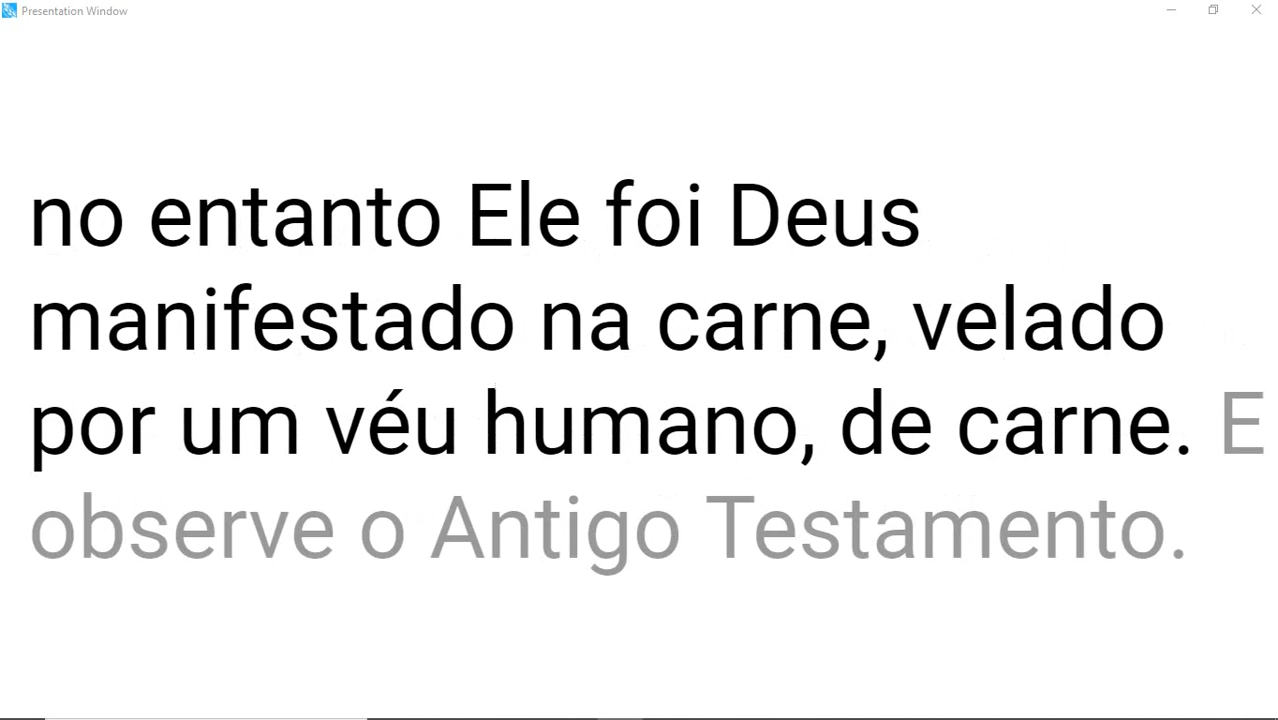 Presentation Window
no entanto Ele foi Deus
manifestado na carne, velado
por um véu humano, de carne. E
observe o Antigo Testamento.